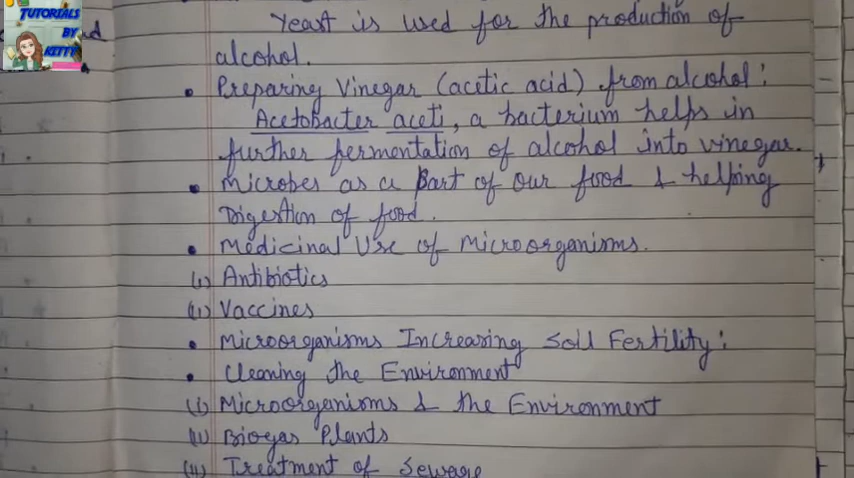 TUTORIALS
BY
KITTY
Yeast is used for the production of
alcohol.
• Preparing Vinegar (acetic acid) from alcohol:
Acetobacter aceti, a bacterium helps in
further fermentation of alcohol into vinegar.
• Microbes as a Part of our food & helping
Digestion of food.
• Medicinal Use of Microorganisms.
(i) Antibiotics
(ii) Vaccines
• Microorganisms Increasing Soil Fertility:
• Cleaning the Environment
(i) Microorganisms & the Environment
(ii) Biogas Plants
(iii) Treatment of Sewage